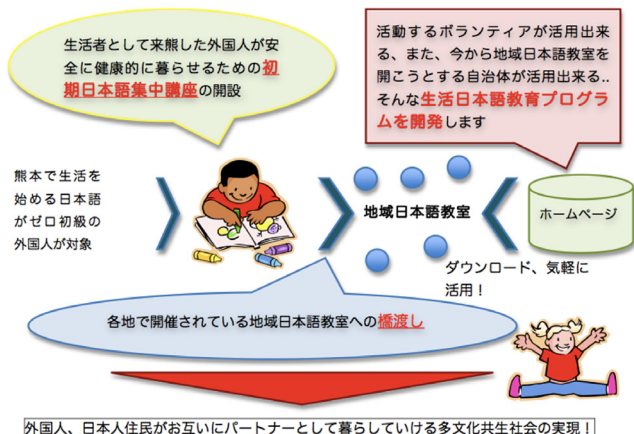 生活者として来熊した外国人が安
全に健康的に暮らせるための初
期日本語集中講座の開設
活動するボランティアが活用出来
る、また、今から地域日本語教室を
開こうとする自治体が活用出来る..
そんな生活日本語教育プログラ
ムを開発します
熊本で生活を
始める日本語
がゼロ初級の
外国人が対象
地域日本語教室
ホームページ
ダウンロード、気軽に
活用！
各地で開催されている地域日本語教室への橋渡し
外国人、日本人住民がお互いにパートナーとして暮らしていける多文化共生社会の実現！